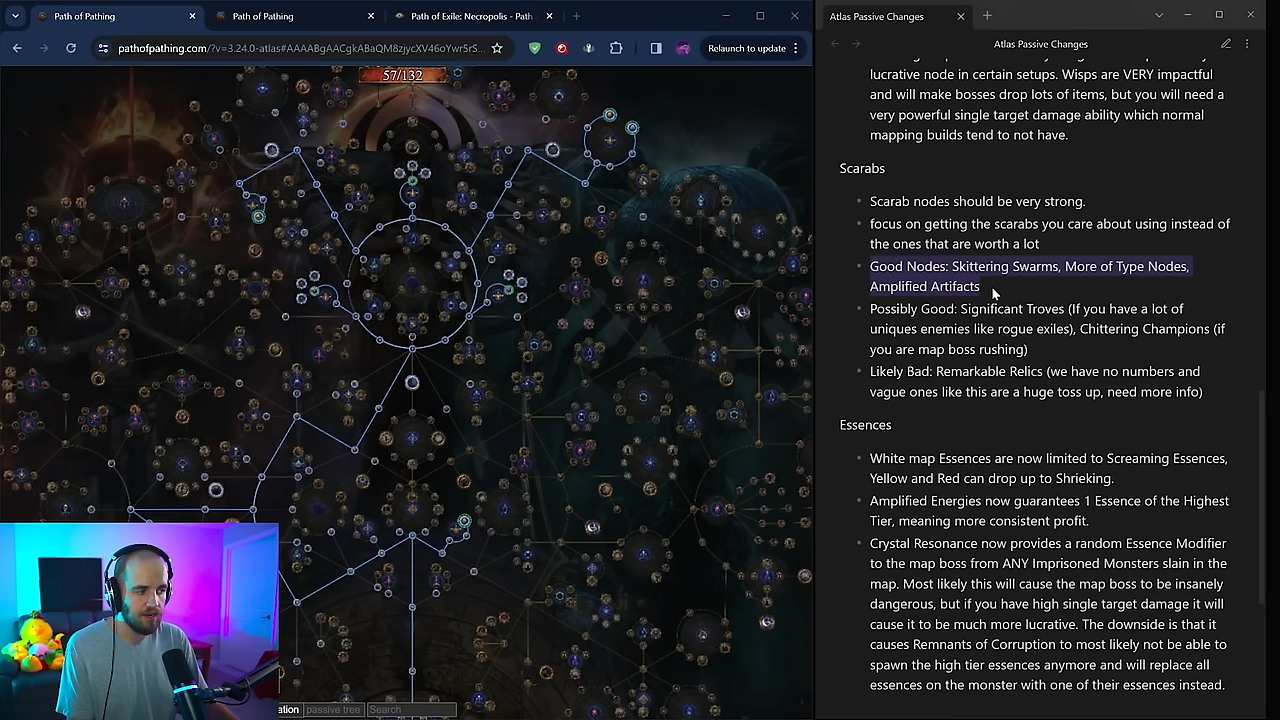 Path of Pathing
Path of Pathing
Path of Exile: Necropolis - Path
pathofpathing.com/?v=3.24.0-atlas#AAAABgAACgkABaQM8zjycXV46oYwr5rS...
Relaunch to update
57/132
passive tree
Search
Atlas Passive Changes
Atlas Passive Changes
lucrative node in certain setups. Wisps are VERY impactful
and will make bosses drop lots of items, but you will need a
very powerful single target damage ability which normal
mapping builds tend to not have.
Scarabs
Scarab nodes should be very strong.
focus on getting the scarabs you care about using instead of
the ones that are worth a lot
Good Nodes: Skittering Swarms, More of Type Nodes,
Amplified Artifacts
Possibly Good: Significant Troves (If you have a lot of
uniques enemies like rogue exiles), Chittering Champions (if
you are map boss rushing)
Likely Bad: Remarkable Relics (we have no numbers and
vague ones like this are a huge toss up, need more info)
Essences
White map Essences are now limited to Screaming Essences,
Yellow and Red can drop up to Shrieking.
Amplified Energies now guarantees 1 Essence of the Highest
Tier, meaning more consistent profit.
Crystal Resonance now provides a random Essence Modifier
to the map boss from ANY Imprisoned Monsters slain in the
map. Most likely this will cause the map boss to be insanely
dangerous, but if you have high single target damage it will
cause it to be much more lucrative. The downside is that it
causes Remnants of Corruption to most likely not be able to
spawn the high tier essences anymore and will replace all
essences on the monster with one of their essences instead.